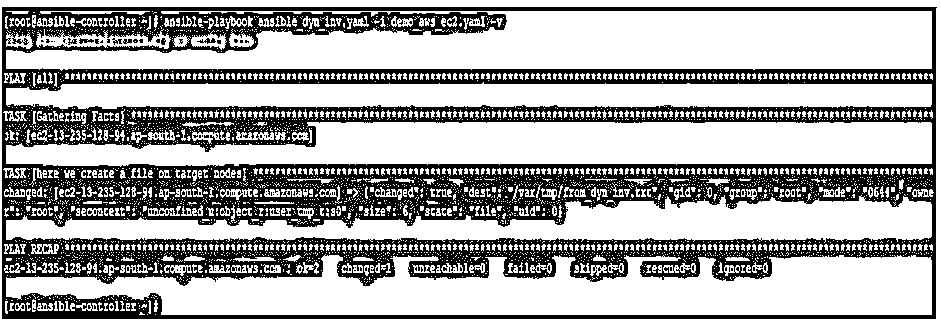 [root@ansible-controller ~]# ansible-playbook ansible_dyn_inv.yaml -i demo_aws_ec2.yaml -v
PLAY [all] ****************************************************************
TASK [Gathering Facts] ****************************************************************
ok: [ec2-13-235-128-94.ap-south-1.compute.amazonaws.com]
TASK [here we create a file on target nodes] ****************************************************************
changed: [ec2-13-235-128-94.ap-south-1.compute.amazonaws.com] => {"changed": true, "dest": "/var/tmp/from_dyn_inv.txt", "gid": 0, "group": "root", "mode": "0644", "owne
r": "root", "secontext": "unconfined_u:object_r:user_tmp_t:s0", "size": 0, "state": "file", "uid": 0}
PLAY RECAP ****************************************************************
ec2-13-235-128-94.ap-south-1.compute.amazonaws.com : ok=2 changed=1 unreachable=0 failed=0 skipped=0 rescued=0 ignored=0
[root@ansible-controller ~]#